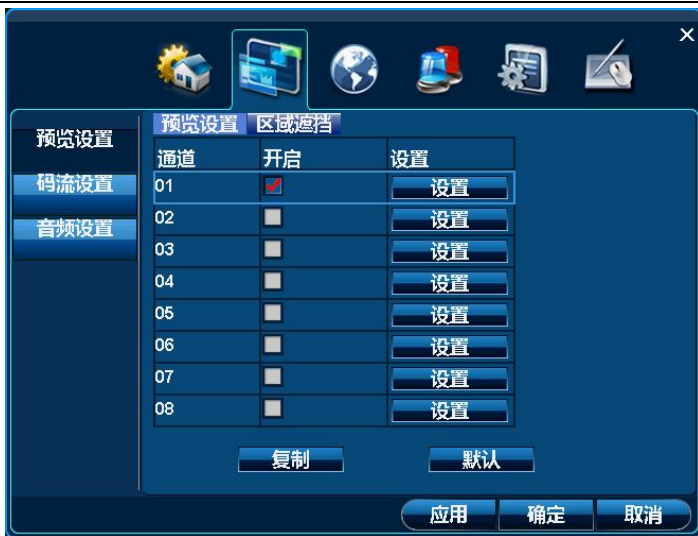 ×
预览设置 区域遮挡
预览设置
码流设置
音频设置
通道 开启 设置
01 设置
02 设置
03 设置
04 设置
05 设置
06 设置
07 设置
08 设置
复制 默认
应用 确定 取消